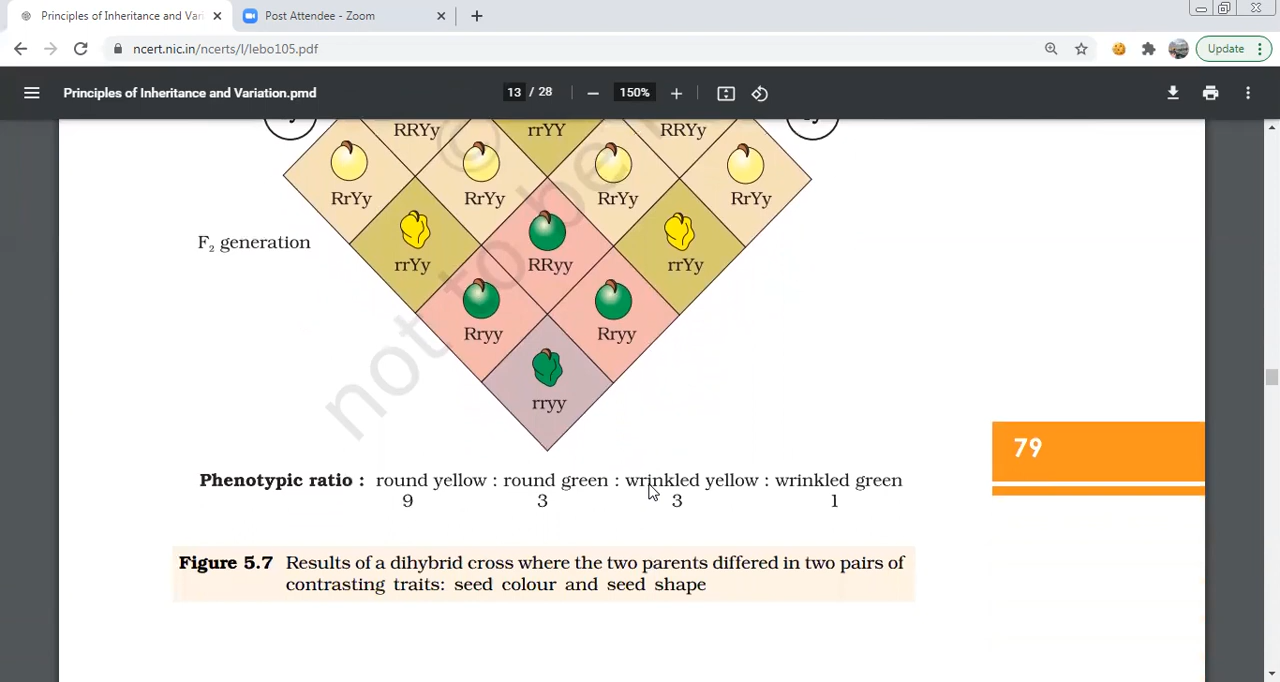 Principles of Inheritance and Vari
Post Attendee - Zoom
ncert.nic.in/ncerts/l/lebo105.pdf
Update
Principles of Inheritance and Variation.pmd
13 / 28
150%
RRYy
rrYY
RRYy
RrYy
RrYy
RrYy
RrYy
F₂ generation
rrYy
RRyy
rrYy
Rryy
Rryy
rryy
not to be
©
79
Phenotypic ratio : round yellow : round green : wrinkled yellow : wrinkled green
9 3 3 1
Figure 5.7 Results of a dihybrid cross where the two parents differed in two pairs of
contrasting traits: seed colour and seed shape